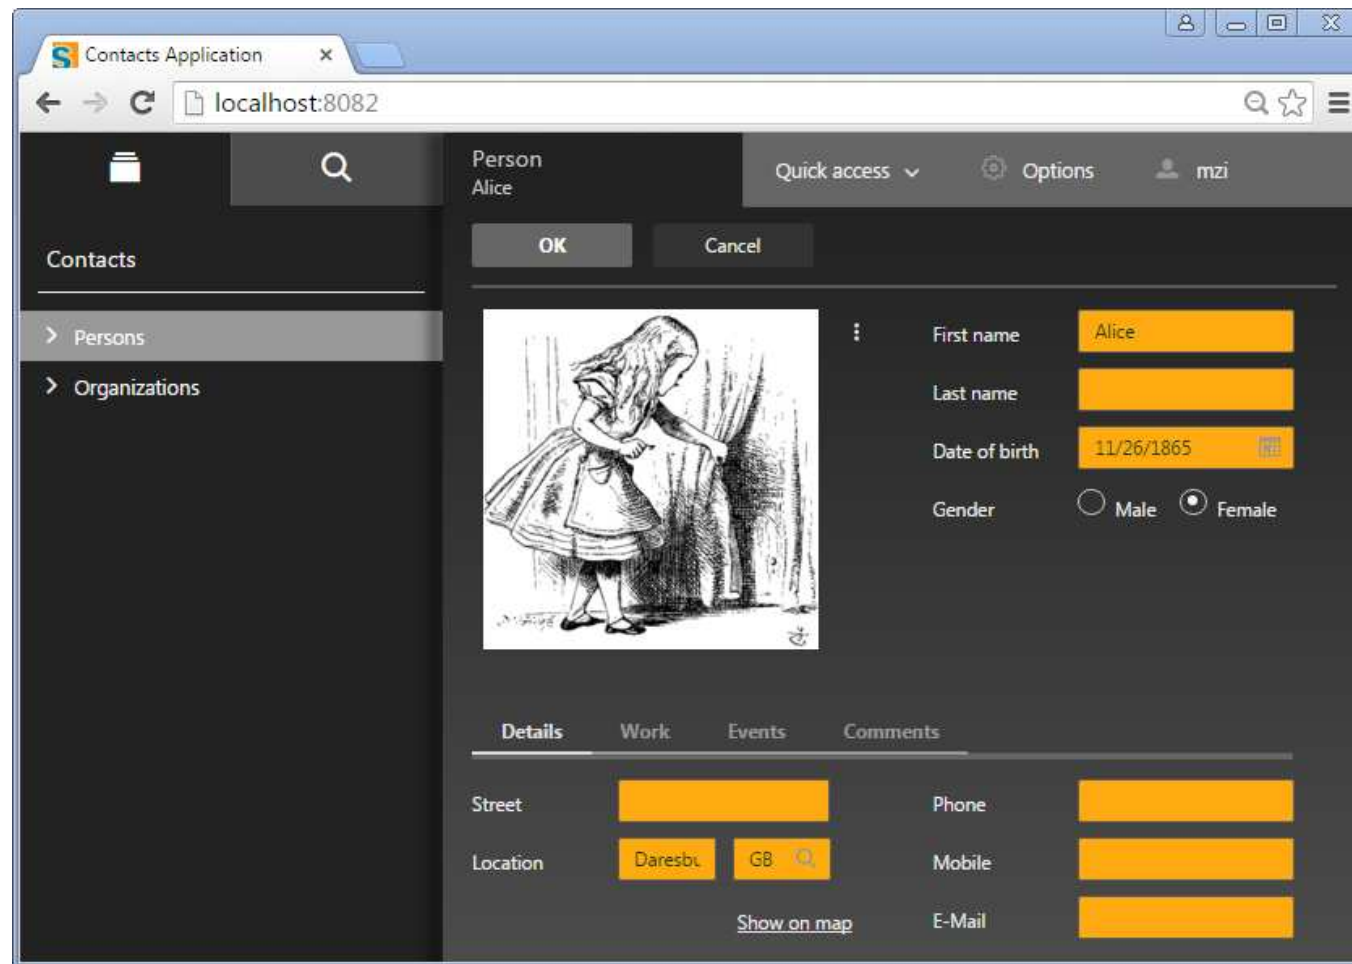 Contacts Application
localhost:8082
Person
Alice
Quick access
Options
mzi
OK
Cancel
Contacts
Persons
Organizations
First name
Alice
Last name
Date of birth
11/26/1865
Gender
Male
Female
Details
Work
Events
Comments
Street
Phone
Location
Daresbu
GB
Mobile
Show on map
E-Mail